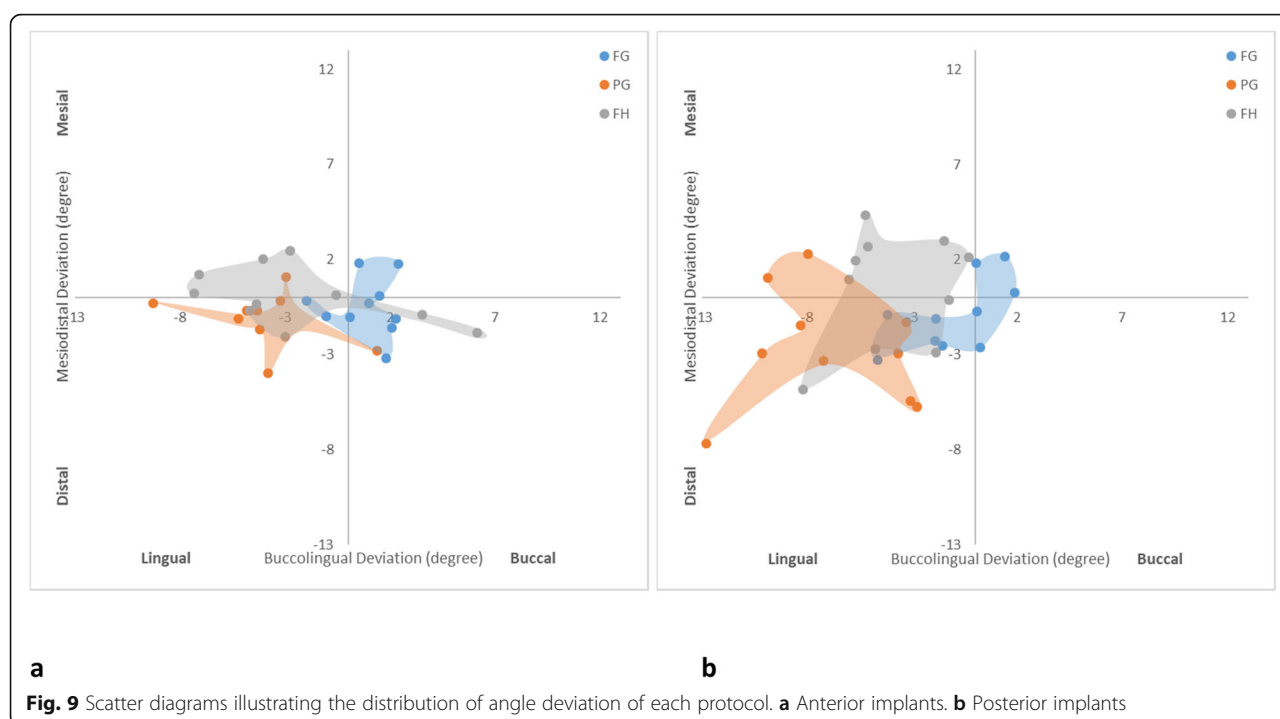 FG
PG
FH
12
7
2
-3
-8
-13
-13
-8
-3
2
7
12
Mesial
Mesiodistal Deviation (degree)
Distal
Lingual
Buccolingual Deviation (degree)
Buccal
FG
PG
FH
12
7
2
-3
-8
-13
-13
-8
-3
2
7
12
Mesial
Mesiodistal Deviation (degree)
Distal
Lingual
Buccolingual Deviation (degree)
Buccal
a
b
Fig. 9 Scatter diagrams illustrating the distribution of angle deviation of each protocol. a Anterior implants. b Posterior implants